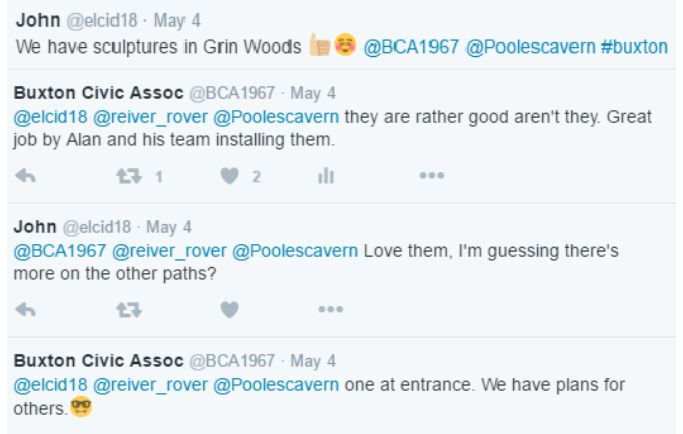 John @elcid18 · May 4
We have sculptures in Grin Woods 👍☺️ @BCA1967 @Poolescavern #buxton
Buxton Civic Assoc @BCA1967 · May 4
@elcid18 @reiver_rover @Poolescavern they are rather good aren't they. Great
job by Alan and his team installing them.
1 2
John @elcid18 · May 4
@BCA1967 @reiver_rover @Poolescavern Love them, I'm guessing there's
more on the other paths?
Buxton Civic Assoc @BCA1967 · May 4
@elcid18 @reiver_rover @Poolescavern one at entrance. We have plans for
others.🤓